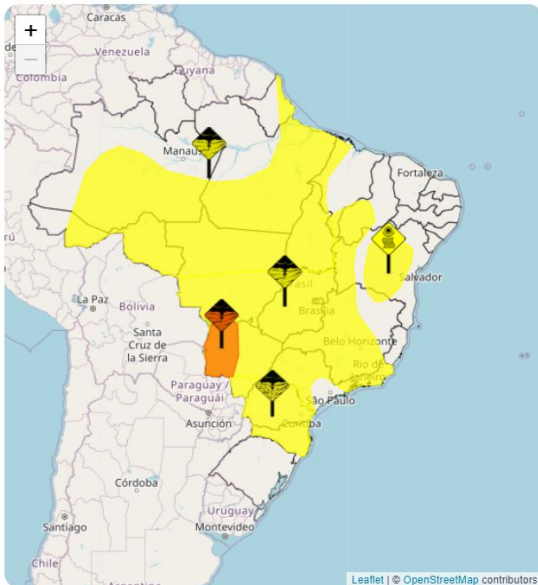 Caracas
+
−
Venezuela
Guyana
Colombia
Manaus
Fortaleza
Salvador
La Paz
Bolivia
Santa
Cruz de
la Sierra
Brasília
Belo Horizonte
Rio de
Janeiro
São Paulo
Paraguay /
Paraguái
Asunción
Curitiba
Córdoba
Uruguay
Santiago
Montevideo
Chile
Leaflet | © OpenStreetMap contributors